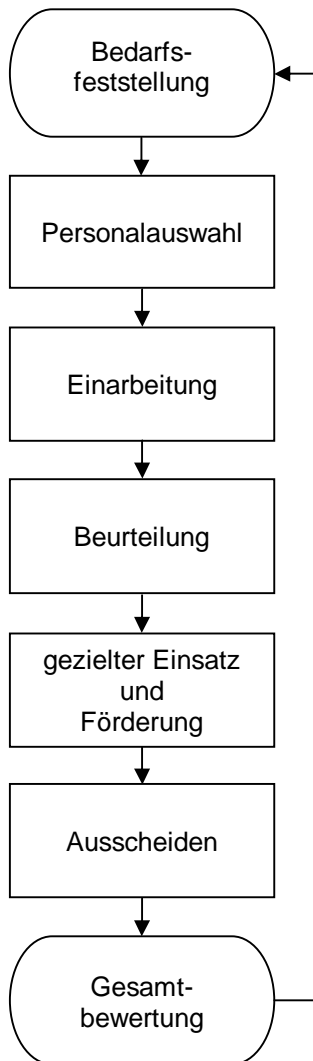 Bedarfs-
feststellung
Personalauswahl
Einarbeitung
Beurteilung
gezielter Einsatz
und
Förderung
Ausscheiden
Gesamt-
bewertung